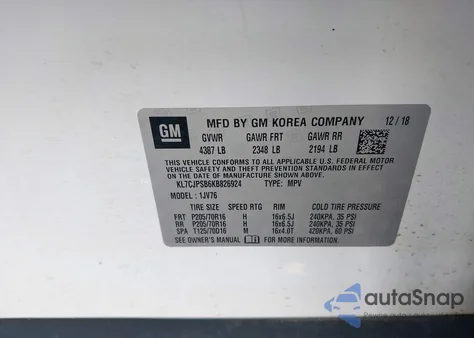 GM
MFD BY GM KOREA COMPANY 12/18
GVWR GAWR FRT GAWR RR
4387 LB 2348 LB 2194 LB
THIS VEHICLE CONFORMS TO ALL APPLICABLE U.S. FEDERAL MOTOR
VEHICLE SAFETY, BUMPER, AND THEFT PREVENTION STANDARDS IN
EFFECT ON THE DATE OF MANUFACTURE SHOWN ABOVE.
KL7CJPSB6KB826924 TYPE: MPV
MODEL: 1JV76
TIRE SIZE SPEED RTG RIM COLD TIRE PRESSURE
FRT P205/70R16 H 16x6.5J 240KPA, 35 PSI
RR P205/70R16 H 16x6.5J 240KPA, 35 PSI
SPA T125/70D16 M 16x4.0T 420KPA, 60 PSI
SEE OWNER'S MANUAL FOR MORE INFORMATION.
autoSnap